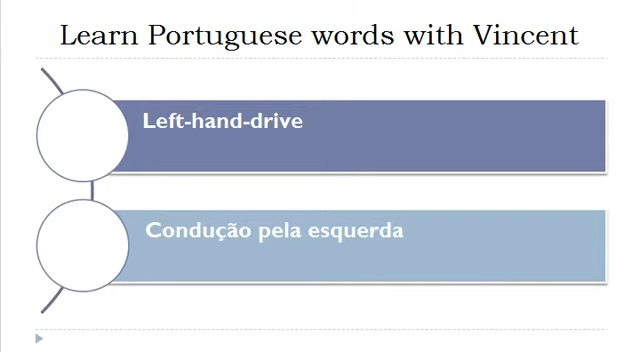 Learn Portuguese words with Vincent
Left-hand-drive
Condução pela esquerda